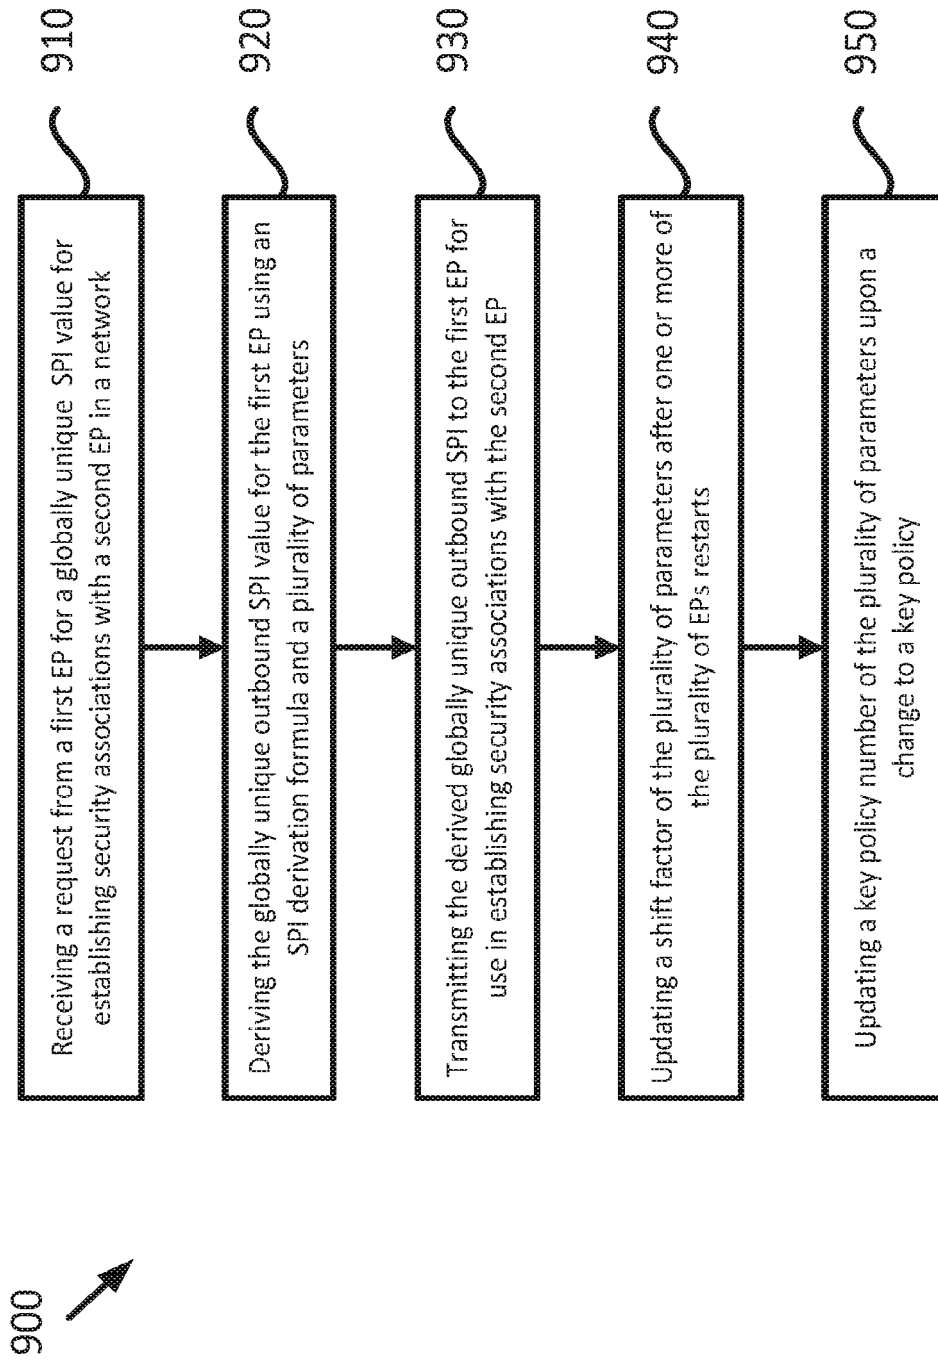 900
Receiving a request from a first EP for a globally unique SPI value for
establishing security associations with a second EP in a network
910
Deriving the globally unique outbound SPI value for the first EP using an
SPI derivation formula and a plurality of parameters
920
Transmitting the derived globally unique outbound SPI to the first EP for
use in establishing security associations with the second EP
930
Updating a shift factor of the plurality of parameters after one or more of
the plurality of EPs restarts
940
Updating a key policy number of the plurality of parameters upon a
change to a key policy
950